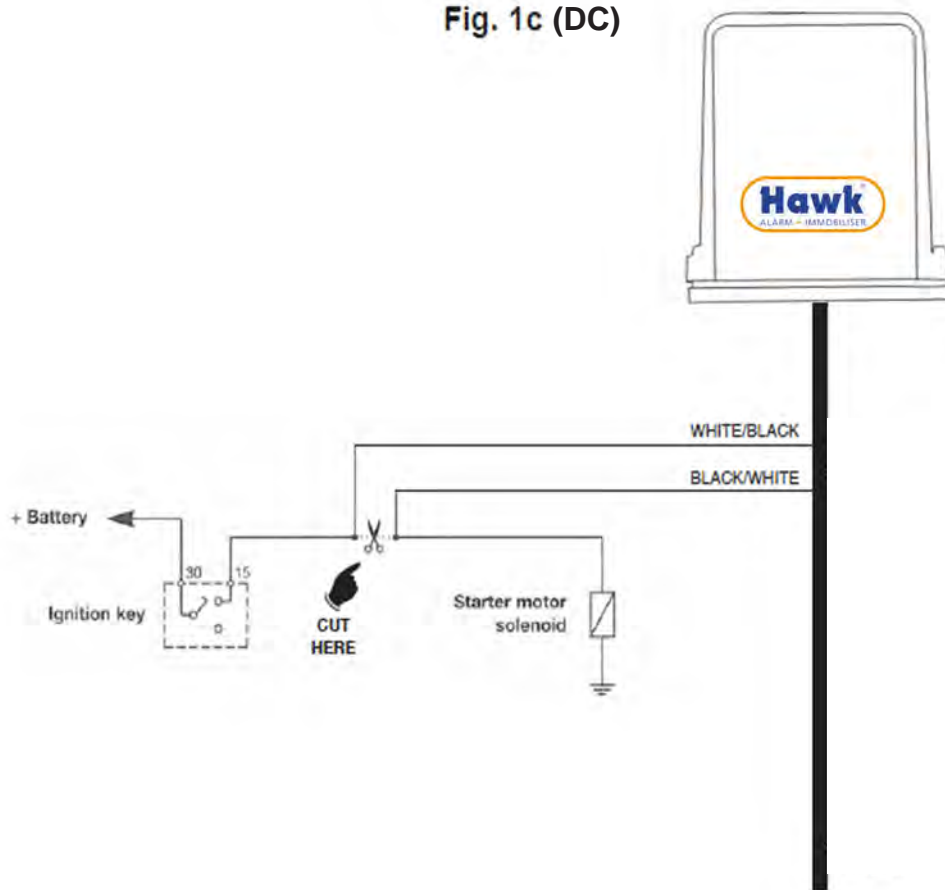 Fig. 1c (DC)
Hawk®
ALARM – IMMOBILISER
WHITE/BLACK
BLACK/WHITE
+ Battery
30
15
Ignition key
CUT
HERE
Starter motor
solenoid